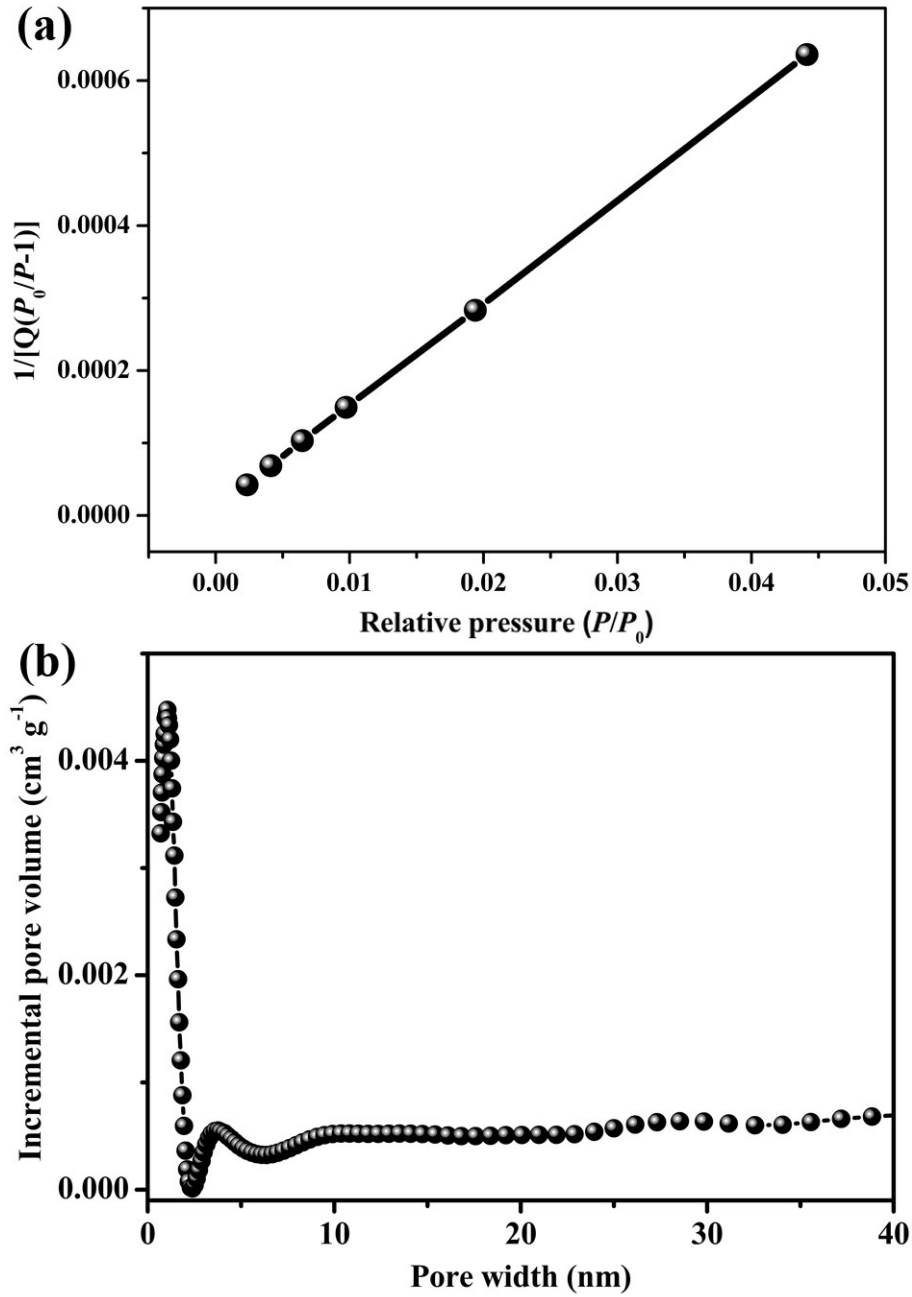 (a)
0.0006
0.0004
0.0002
0.0000
1/[Q(P₀/P-1)]
0.00 0.01 0.02 0.03 0.04 0.05
Relative pressure (P/P₀)
(b)
0.004
0.002
0.000
Incremental pore volume (cm³ g⁻¹)
0 10 20 30 40
Pore width (nm)